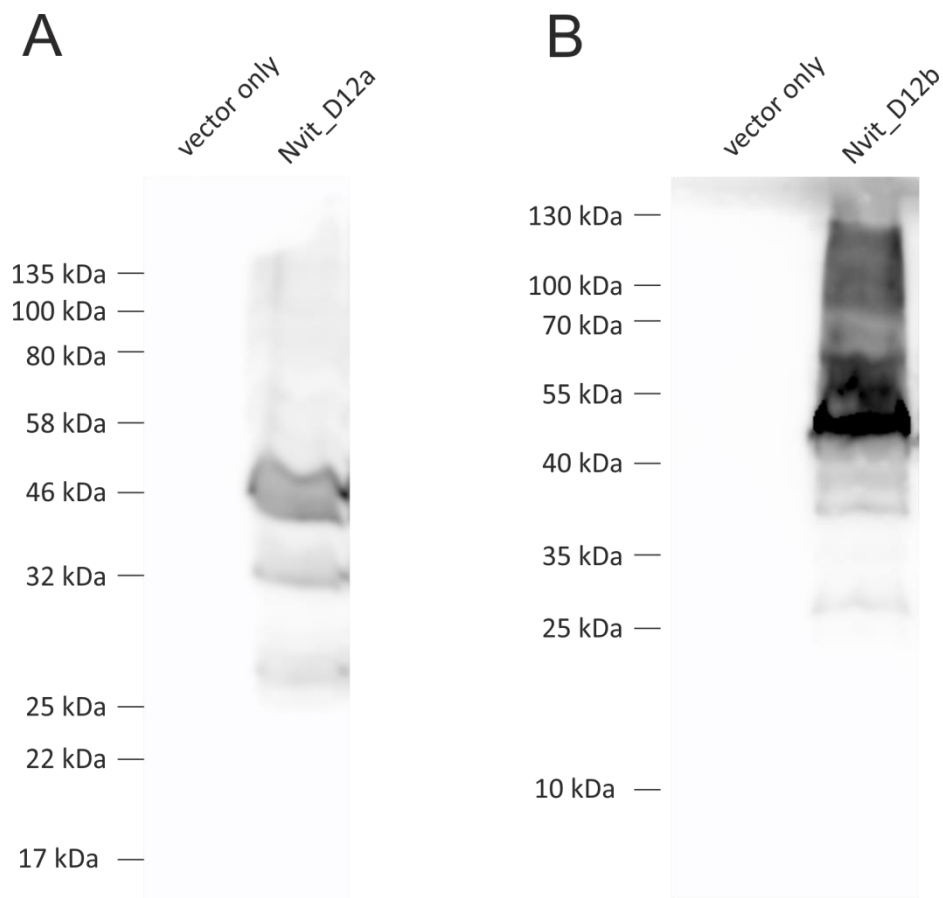 A
vector only
Nvit_D12a
135 kDa
100 kDa
80 kDa
58 kDa
46 kDa
32 kDa
25 kDa
22 kDa
17 kDa
B
vector only
Nvit_D12b
130 kDa
100 kDa
70 kDa
55 kDa
40 kDa
35 kDa
25 kDa
10 kDa